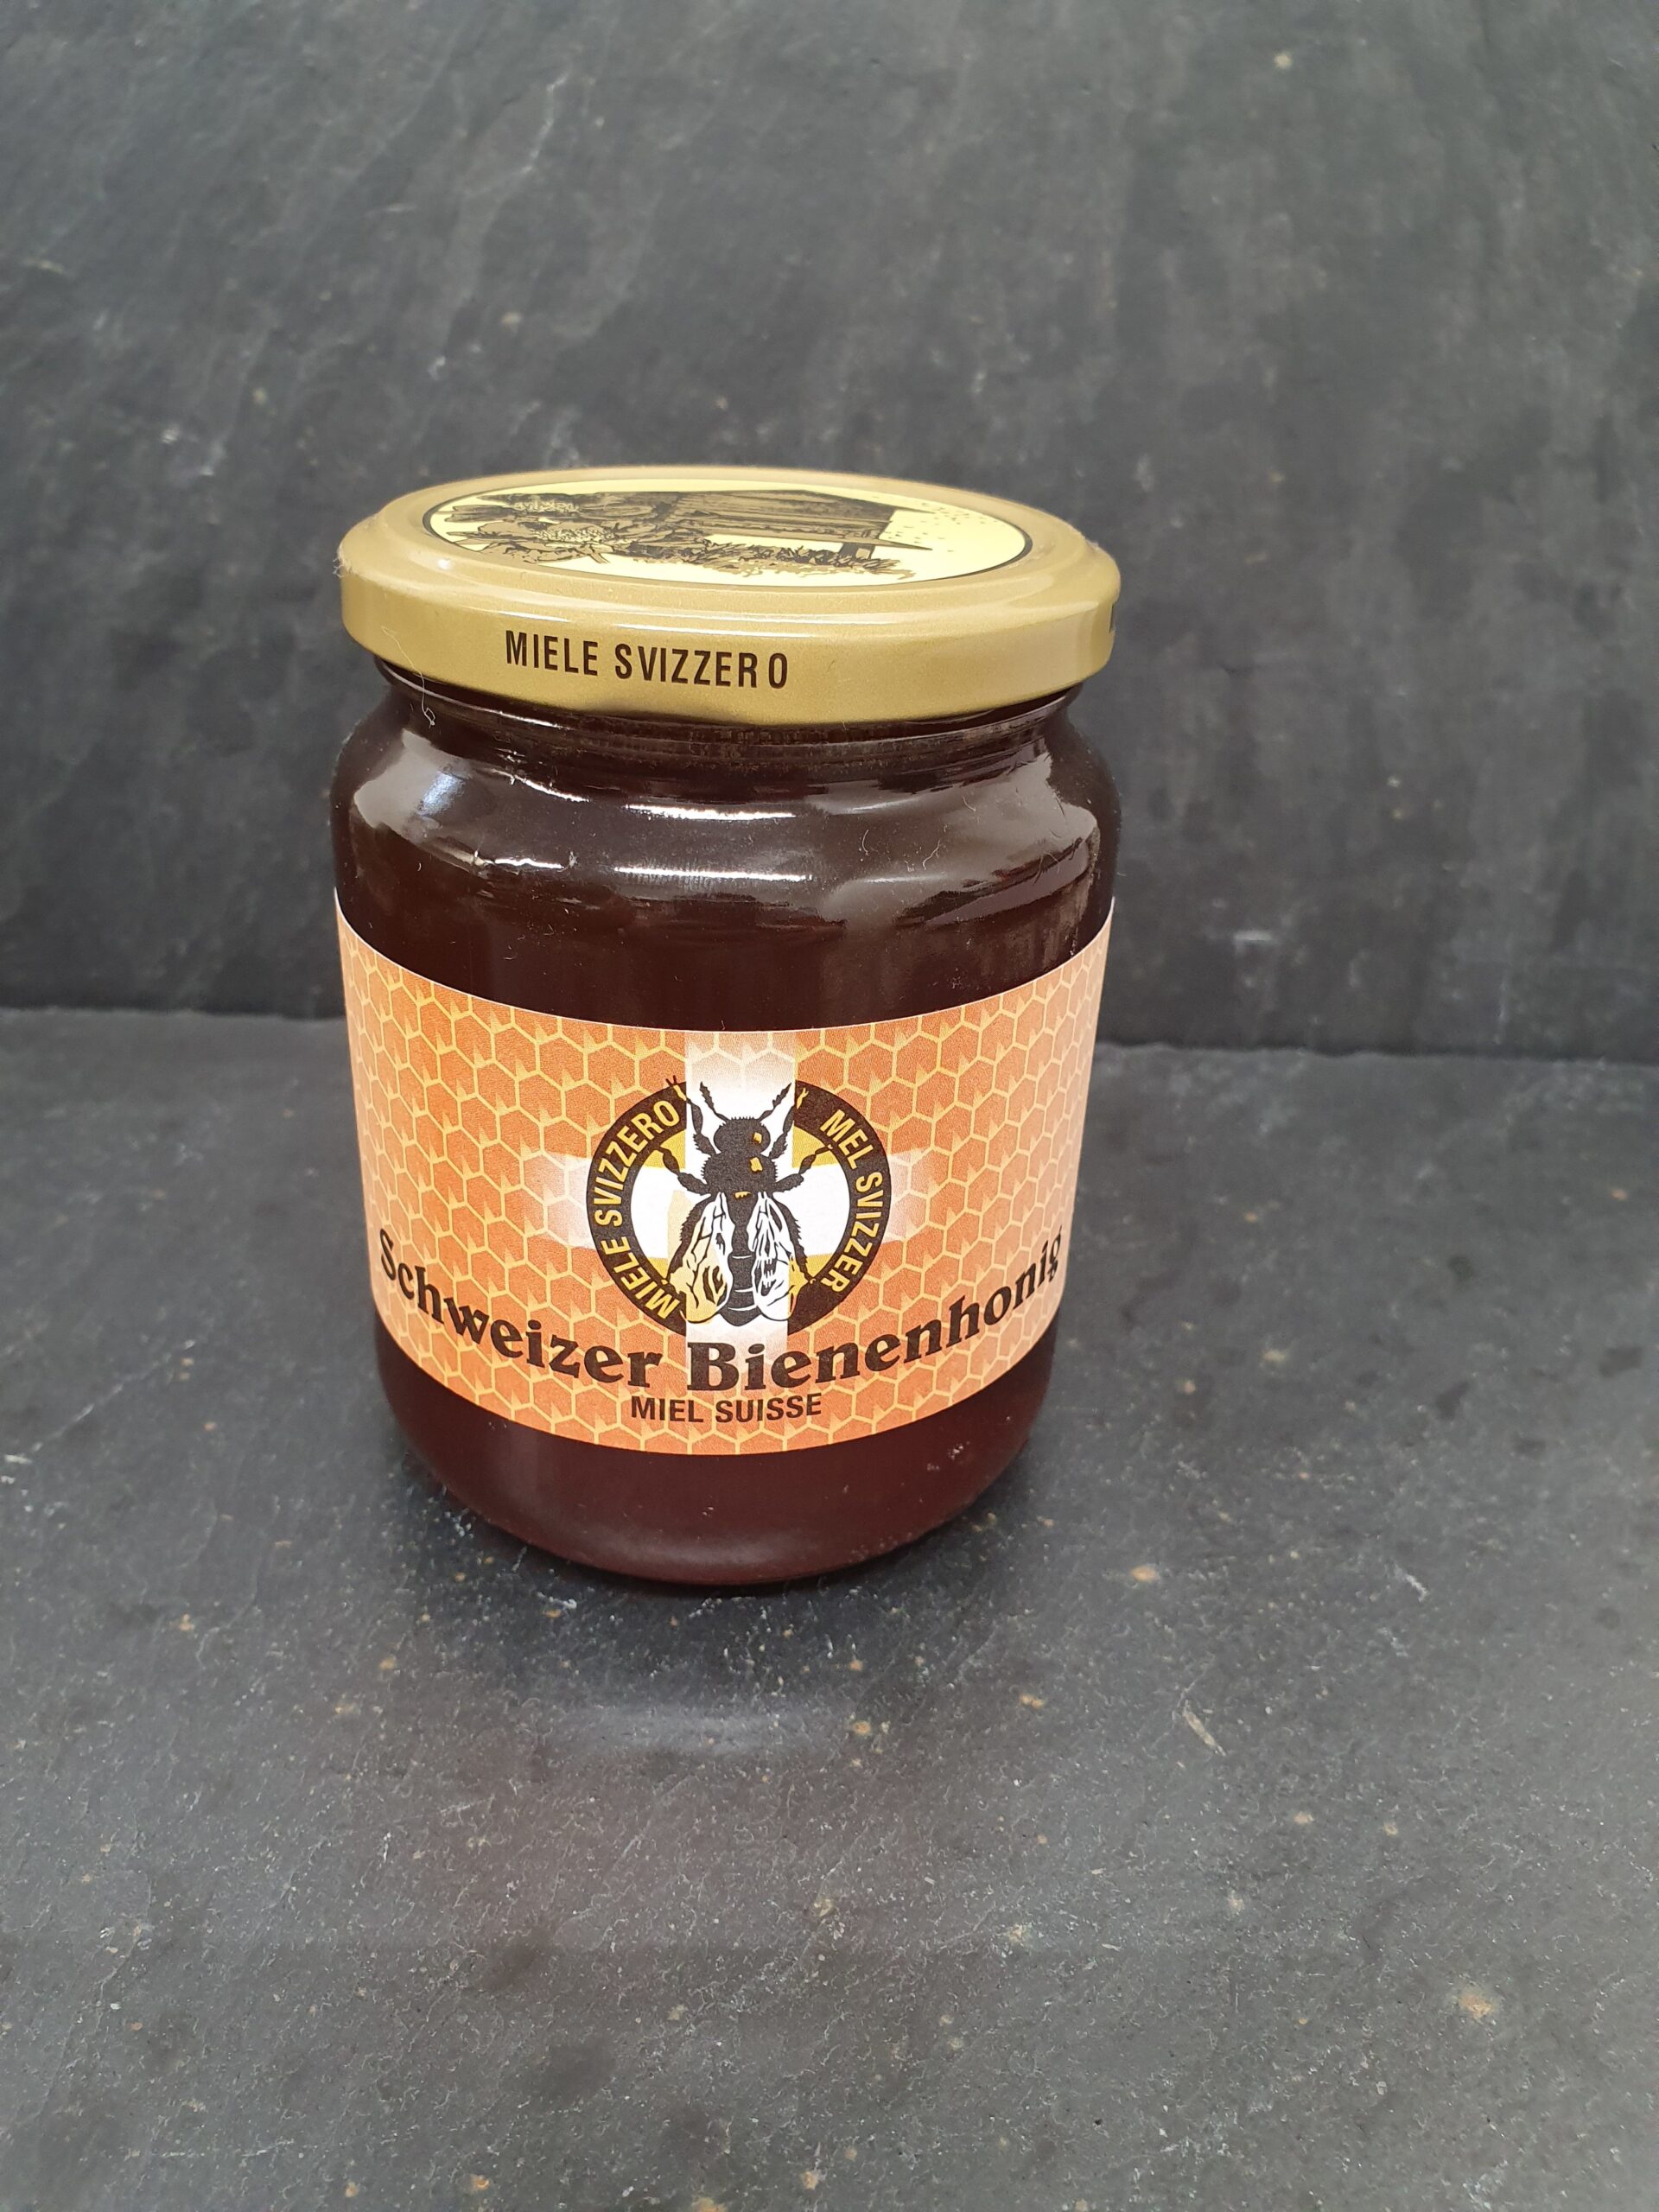 MIELE SVIZZERO
MIELE SVIZZERO
MEL SVIZZER
Schweizer Bienenhonig
MIEL SUISSE